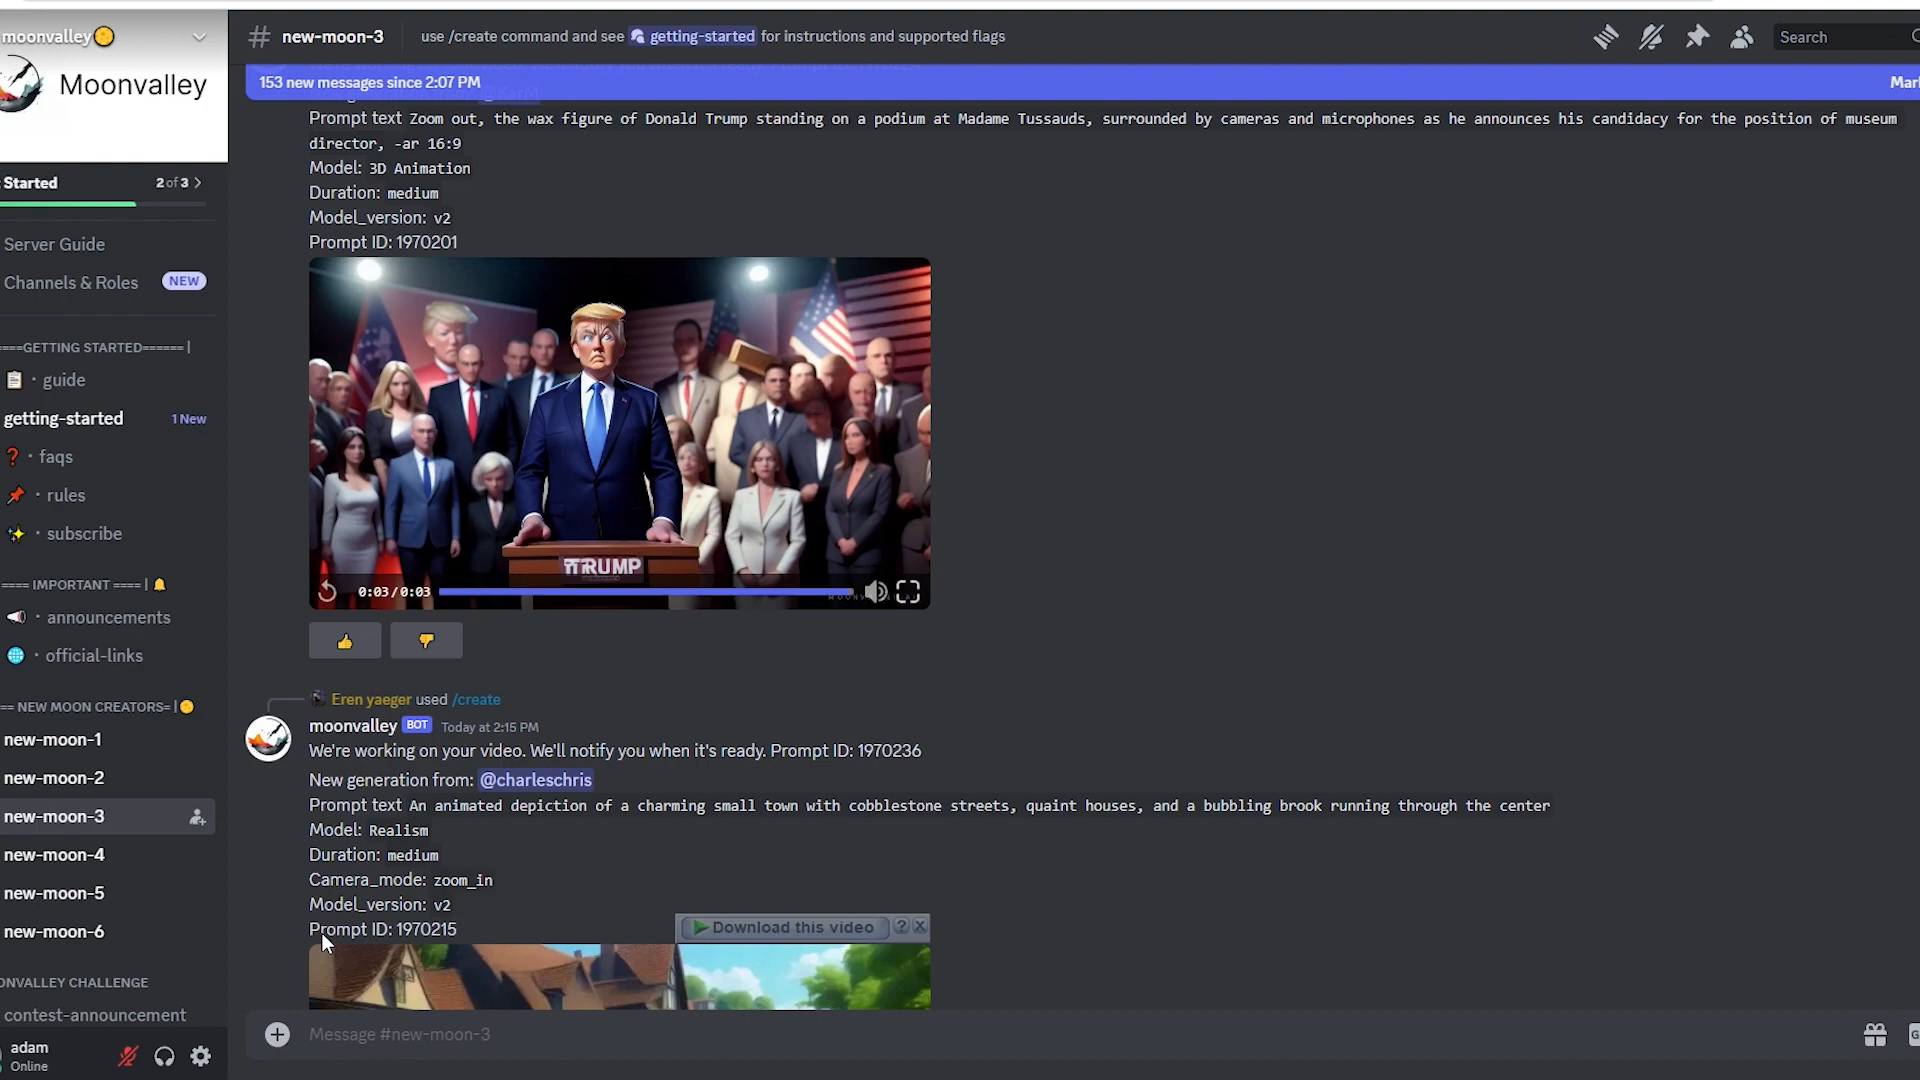 moonvalley
Moonvalley
Started 2 of 3
Server Guide
Channels & Roles NEW
====GETTING STARTED====== |
· guide
getting-started 1 New
· faqs
· rules
· subscribe
==== IMPORTANT ==== |
· announcements
· official-links
== NEW MOON CREATORS= |
new-moon-1
new-moon-2
new-moon-3
new-moon-4
new-moon-5
new-moon-6
ONVALLEY CHALLENGE
contest-announcement
adam
Online
new-moon-3 use /create command and see getting-started for instructions and supported flags
Search
153 new messages since 2:07 PM Mar
Prompt text Zoom out, the wax figure of Donald Trump standing on a podium at Madame Tussauds, surrounded by cameras and microphones as he announces his candidacy for the position of museum
director, -ar 16:9
Model: 3D Animation
Duration: medium
Model_version: v2
Prompt ID: 1970201
TTRUMP
0:03/0:03
Eren yaeger used /create
moonvalley BOT Today at 2:15 PM
We're working on your video. We'll notify you when it's ready. Prompt ID: 1970236
New generation from: @charleschris
Prompt text An animated depiction of a charming small town with cobblestone streets, quaint houses, and a bubbling brook running through the center
Model: Realism
Duration: medium
Camera_mode: zoom_in
Model_version: v2
Prompt ID: 1970215
Download this video ? X
Message #new-moon-3